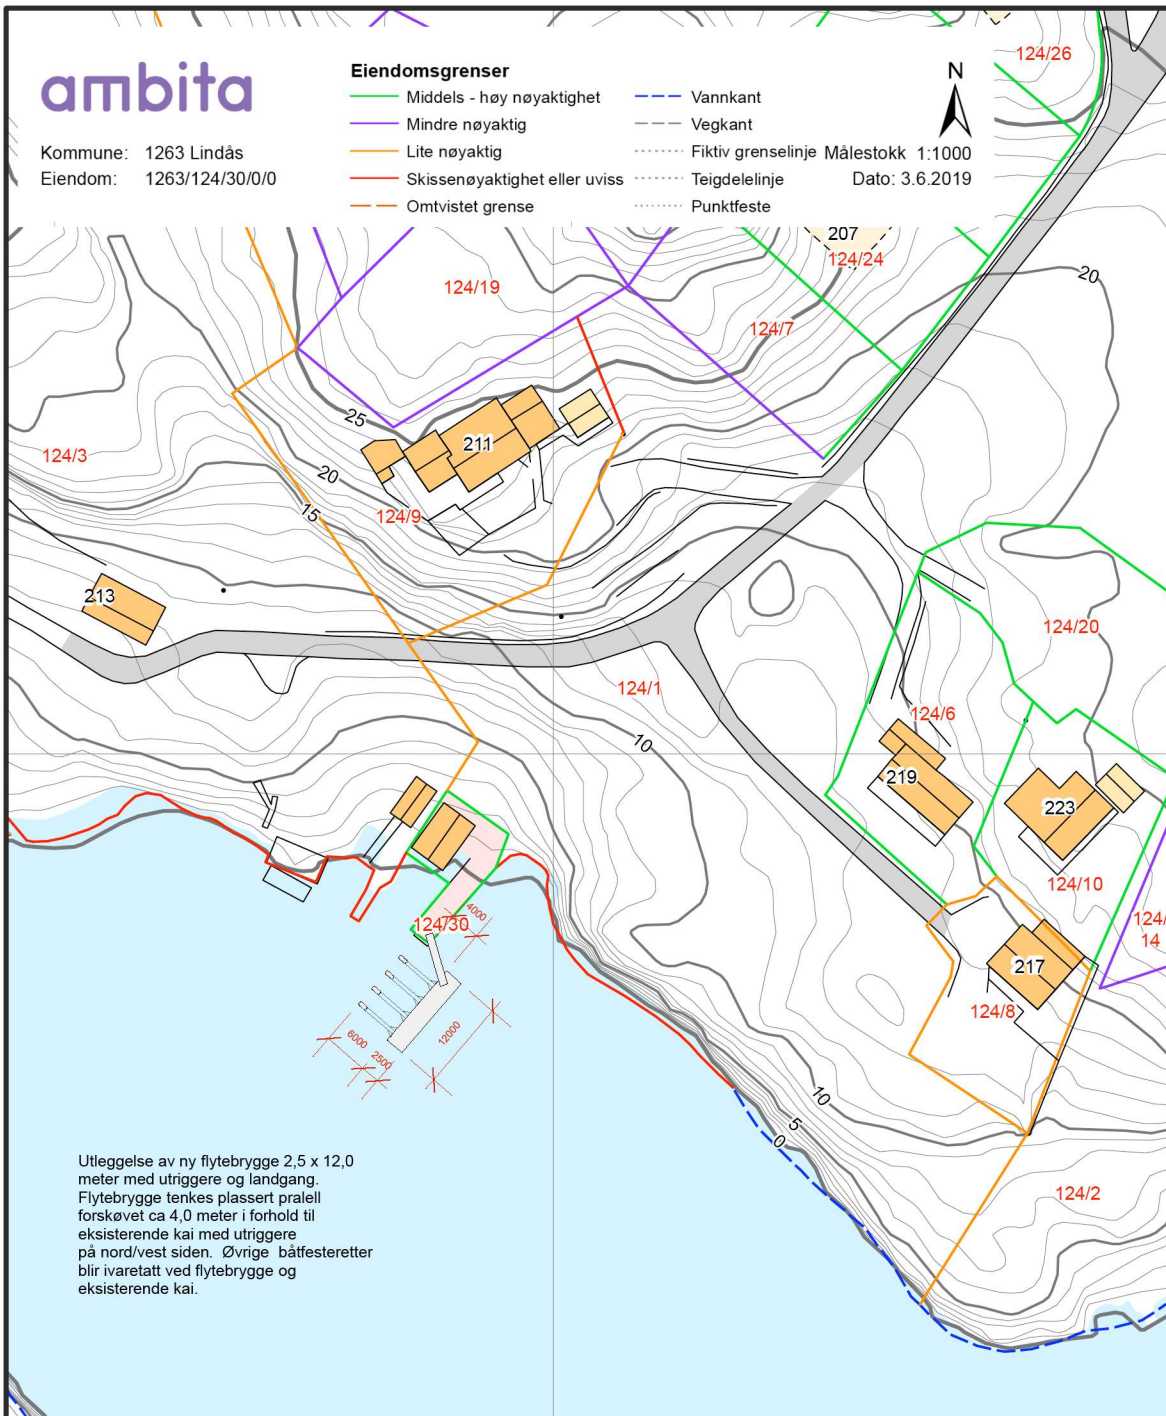 ambita
Kommune: 1263 Lindås
Eiendom: 1263/124/30/0/0
Eiendomsgrenser
Middels - høy nøyaktighet
Mindre nøyaktig
Lite nøyaktig
Skissenøyaktighet eller uviss
Omtvistet grense
Vannkant
Vegkant
Fiktiv grenselinje
Teigdelelinje
Punktfeste
N
Målestokk 1:1000
Dato: 3.6.2019
124/26
207
124/24
20
124/19
124/7
25
211
124/3
20
15
124/9
213
124/20
124/1
124/6
10
219
223
124/10
124/
14
124/30
4000
217
124/8
6000
2500
12000
10
5
0
124/2
Utleggelse av ny flytebrygge 2,5 x 12,0
meter med utriggere og landgang.
Flytebrygge tenkes plassert pralell
forskøvet ca 4,0 meter i forhold til
eksisterende kai med utriggere
på nord/vest siden. Øvrige båtfesteretter
blir ivaretatt ved flytebrygge og
eksisterende kai.